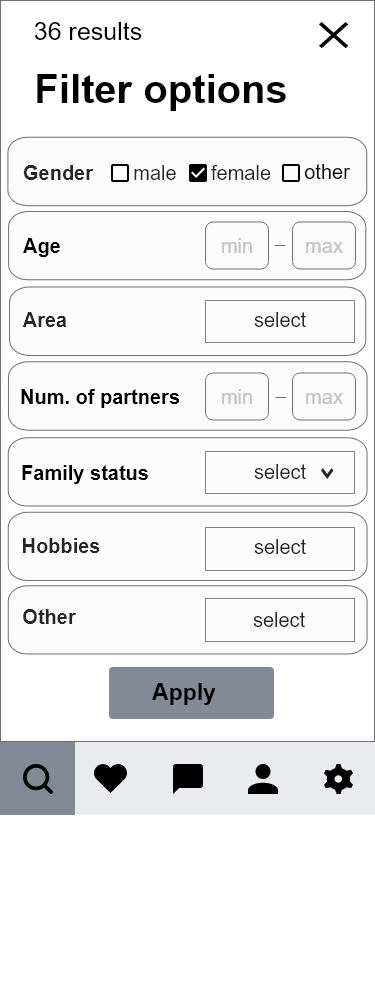 36 results
Filter options
Gender male female other
Age min – max
Area select
Num. of partners min – max
Family status select
Hobbies select
Other select
Apply